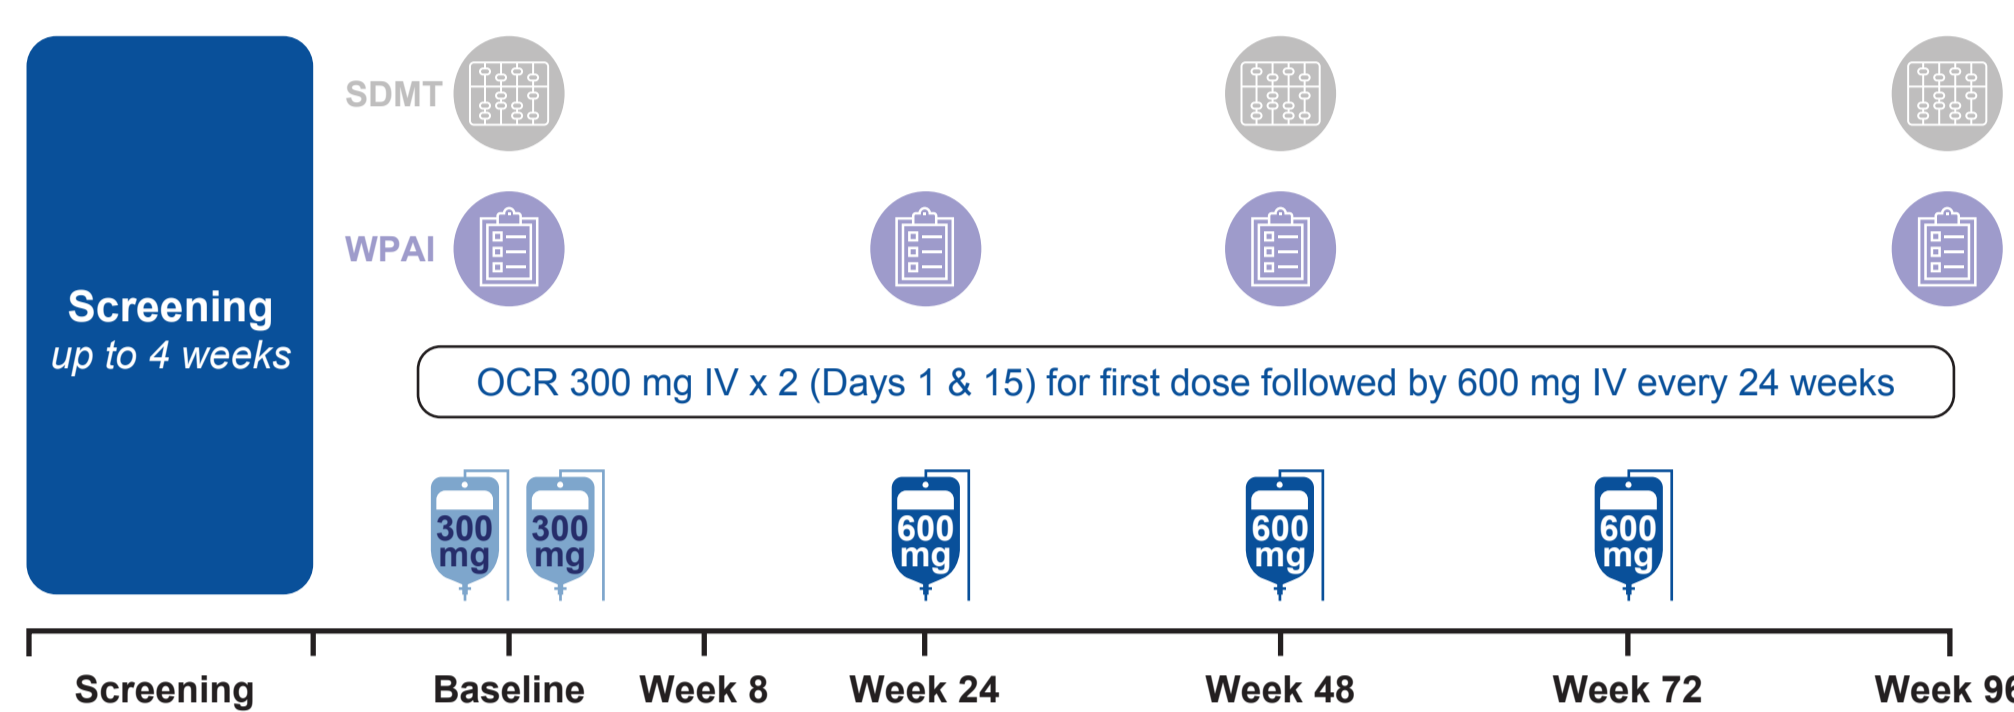 SDMT
WPAI
Screening
up to 4 weeks
OCR 300 mg IV x 2 (Days 1 & 15) for first dose followed by 600 mg IV every 24 weeks
300 mg
300 mg
600 mg
600 mg
600 mg
Screening
Baseline
Week 8
Week 24
Week 48
Week 72
Week 96